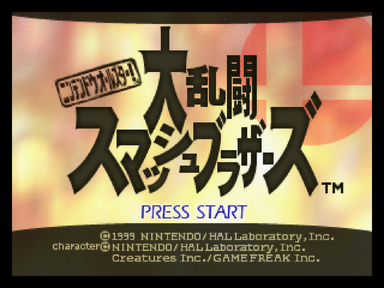 ニンテンドウオールスター!
大乱闘
スマッシュブラザーズ™
PRESS START
©1999 NINTENDO/HAL Laboratory, Inc.
character©NINTENDO/HAL Laboratory, Inc.
Creatures Inc./GAME FREAK Inc.